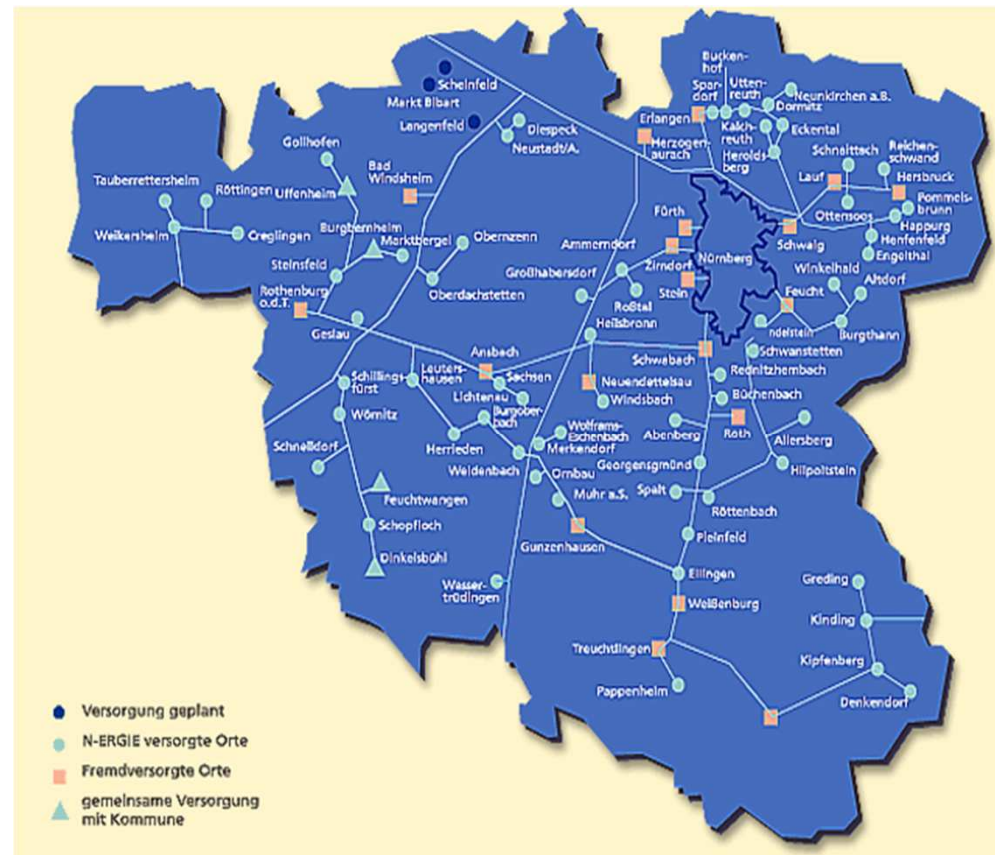 Scheinfeld
Markt Bibart
Langenfeld
Diespeck
Neustadt/A.
Bucken-
hof
Spar-
dorf
Utten-
reuth
Neunkirchen a.B.
Dormitz
Erlangen
Herzogen-
aurach
Kalch-
reuth
Eckental
Herolds-
berg
Schnaittach
Reichen-
schwand
Lauf
Hersbruck
Pommels-
brunn
Ottensoos
Happurg
Henfenfeld
Engelthal
Schwaig
Gollhofen
Uffenheim
Bad
Windsheim
Tauberrettersheim
Röttingen
Weikersheim
Creglingen
Burgbernheim
Marktbergel
Obernzenn
Steinsfeld
Oberdachstetten
Rothenburg
o.d.T.
Geslau
Fürth
Ammerndorf
Zirndorf
Nürnberg
Großhabersdorf
Stein
Roßtal
Heilsbronn
Winkelhaid
Altdorf
Feucht
ndelstein
Burgthann
Schwabach
Schwanstetten
Rednitzhembach
Büchenbach
Ansbach
Leuters-
hausen
Sachsen
Lichtenau
Neuendettelsau
Windsbach
Schillings
fürst
Wörnitz
Burgober-
bach
Wolframs-
Eschenbach
Merkendorf
Herrieden
Weidenbach
Schnelldorf
Abenberg
Roth
Allersberg
Georgensgmünd
Hilpoltstein
Ornbau
Muhr a.S.
Spalt
Röttenbach
Feuchtwangen
Schopfloch
Dinkelsbühl
Gunzenhausen
Pleinfeld
Wasser-
trüdingen
Ellingen
Weißenburg
Greding
Kinding
Treuchtlingen
Kipfenberg
Pappenheim
Denkendorf
Versorgung geplant
N-ERGIE versorgte Orte
Fremdversorgte Orte
gemeinsame Versorgung
mit Kommune